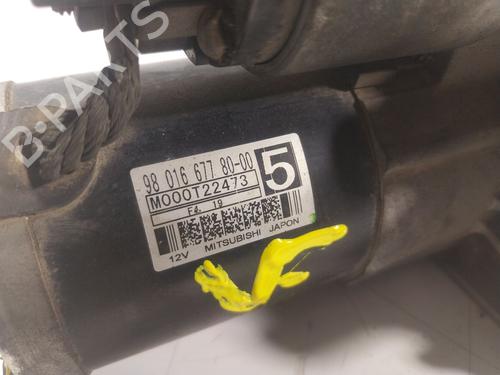 B-PARTS
98 016 677 80-00
5
M000T22473
F4 19
12V MITSUBISHI JAPON